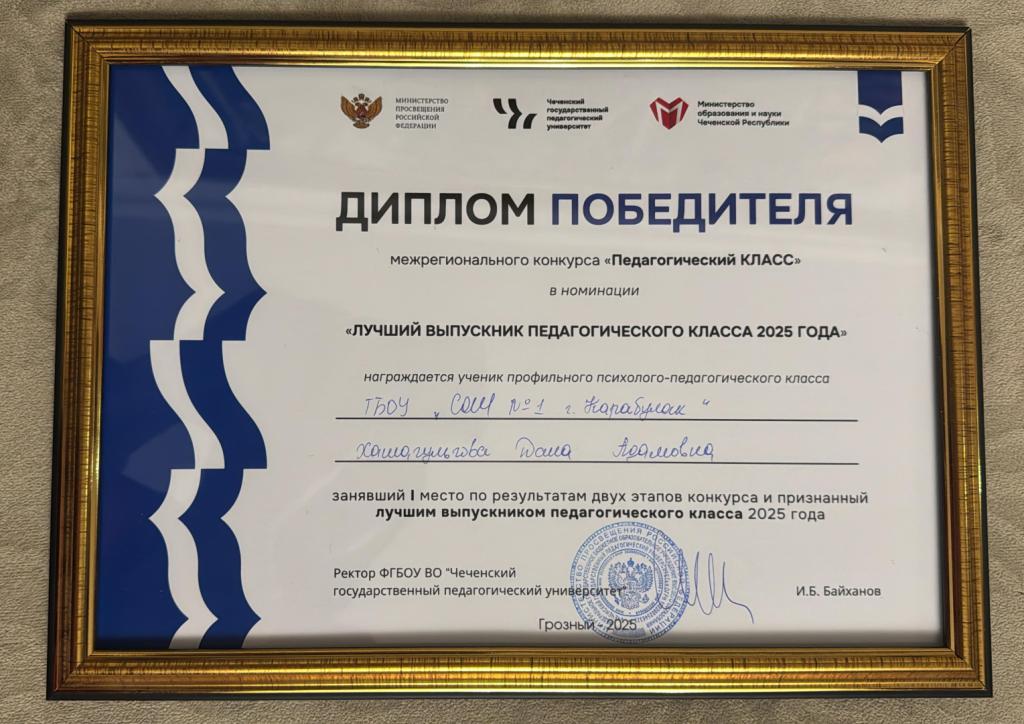 МИНИСТЕРСТВО
ПРОСВЕЩЕНИЯ
РОССИЙСКОЙ
ФЕДЕРАЦИИ
Чеченский
государственный
педагогический
университет
Министерство
образования и науки
Чеченской Республики
ДИПЛОМ ПОБЕДИТЕЛЯ
межрегионального конкурса «Педагогический КЛАСС»
в номинации
«ЛУЧШИЙ ВЫПУСКНИК ПЕДАГОГИЧЕСКОГО КЛАССА 2025 ГОДА»
награждается ученик профильного психолого-педагогического класса
ГБОУ „СОШ №1 г. Карабулак"
Хашагульгова Дана Адамовна
занявший I место по результатам двух этапов конкурса и признанный
лучшим выпускником педагогического класса 2025 года
Ректор ФГБОУ ВО "Чеченский
государственный педагогический университет"
И.Б. Байханов
Грозный - 2025